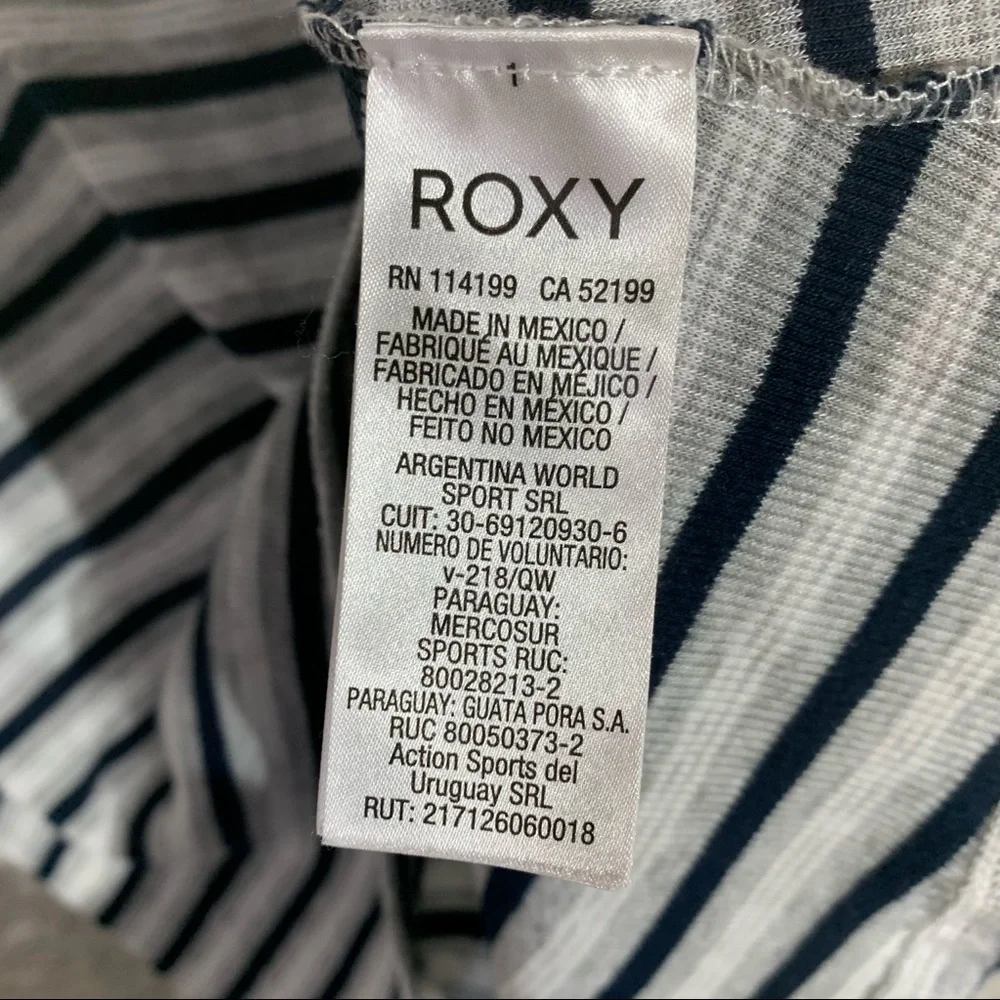 1
ROXY
RN 114199 CA 52199
MADE IN MEXICO /
FABRIQUÉ AU MEXIQUE /
FABRICADO EN MÉJICO /
HECHO EN MÉXICO /
FEITO NO MEXICO
ARGENTINA WORLD
SPORT SRL
CUIT: 30-69120930-6
NUMERO DE VOLUNTARIO:
v-218/QW
PARAGUAY:
MERCOSUR
SPORTS RUC:
80028213-2
PARAGUAY: GUATA PORA S.A.
RUC 80050373-2
Action Sports del
Uruguay SRL
RUT: 217126060018